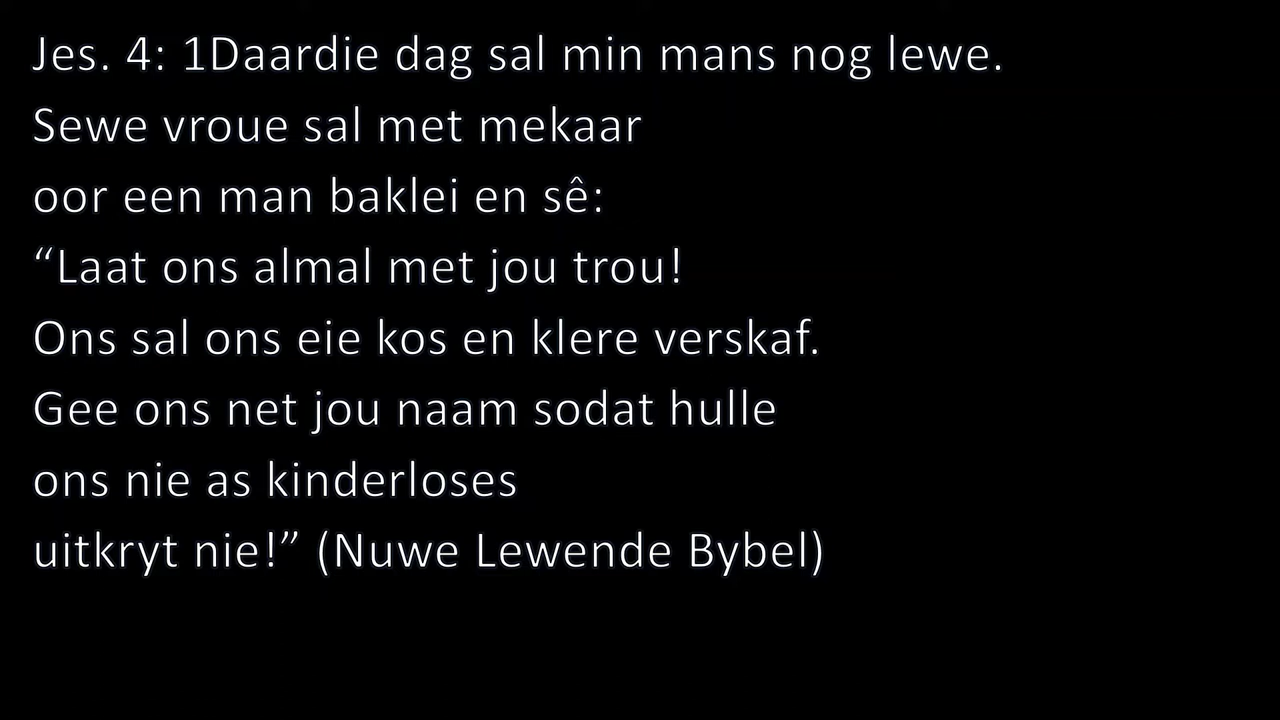 Jes. 4: 1Daardie dag sal min mans nog lewe.
Sewe vroue sal met mekaar
oor een man baklei en sê:
“Laat ons almal met jou trou!
Ons sal ons eie kos en klere verskaf.
Gee ons net jou naam sodat hulle
ons nie as kinderloses
uitkryt nie!” (Nuwe Lewende Bybel)